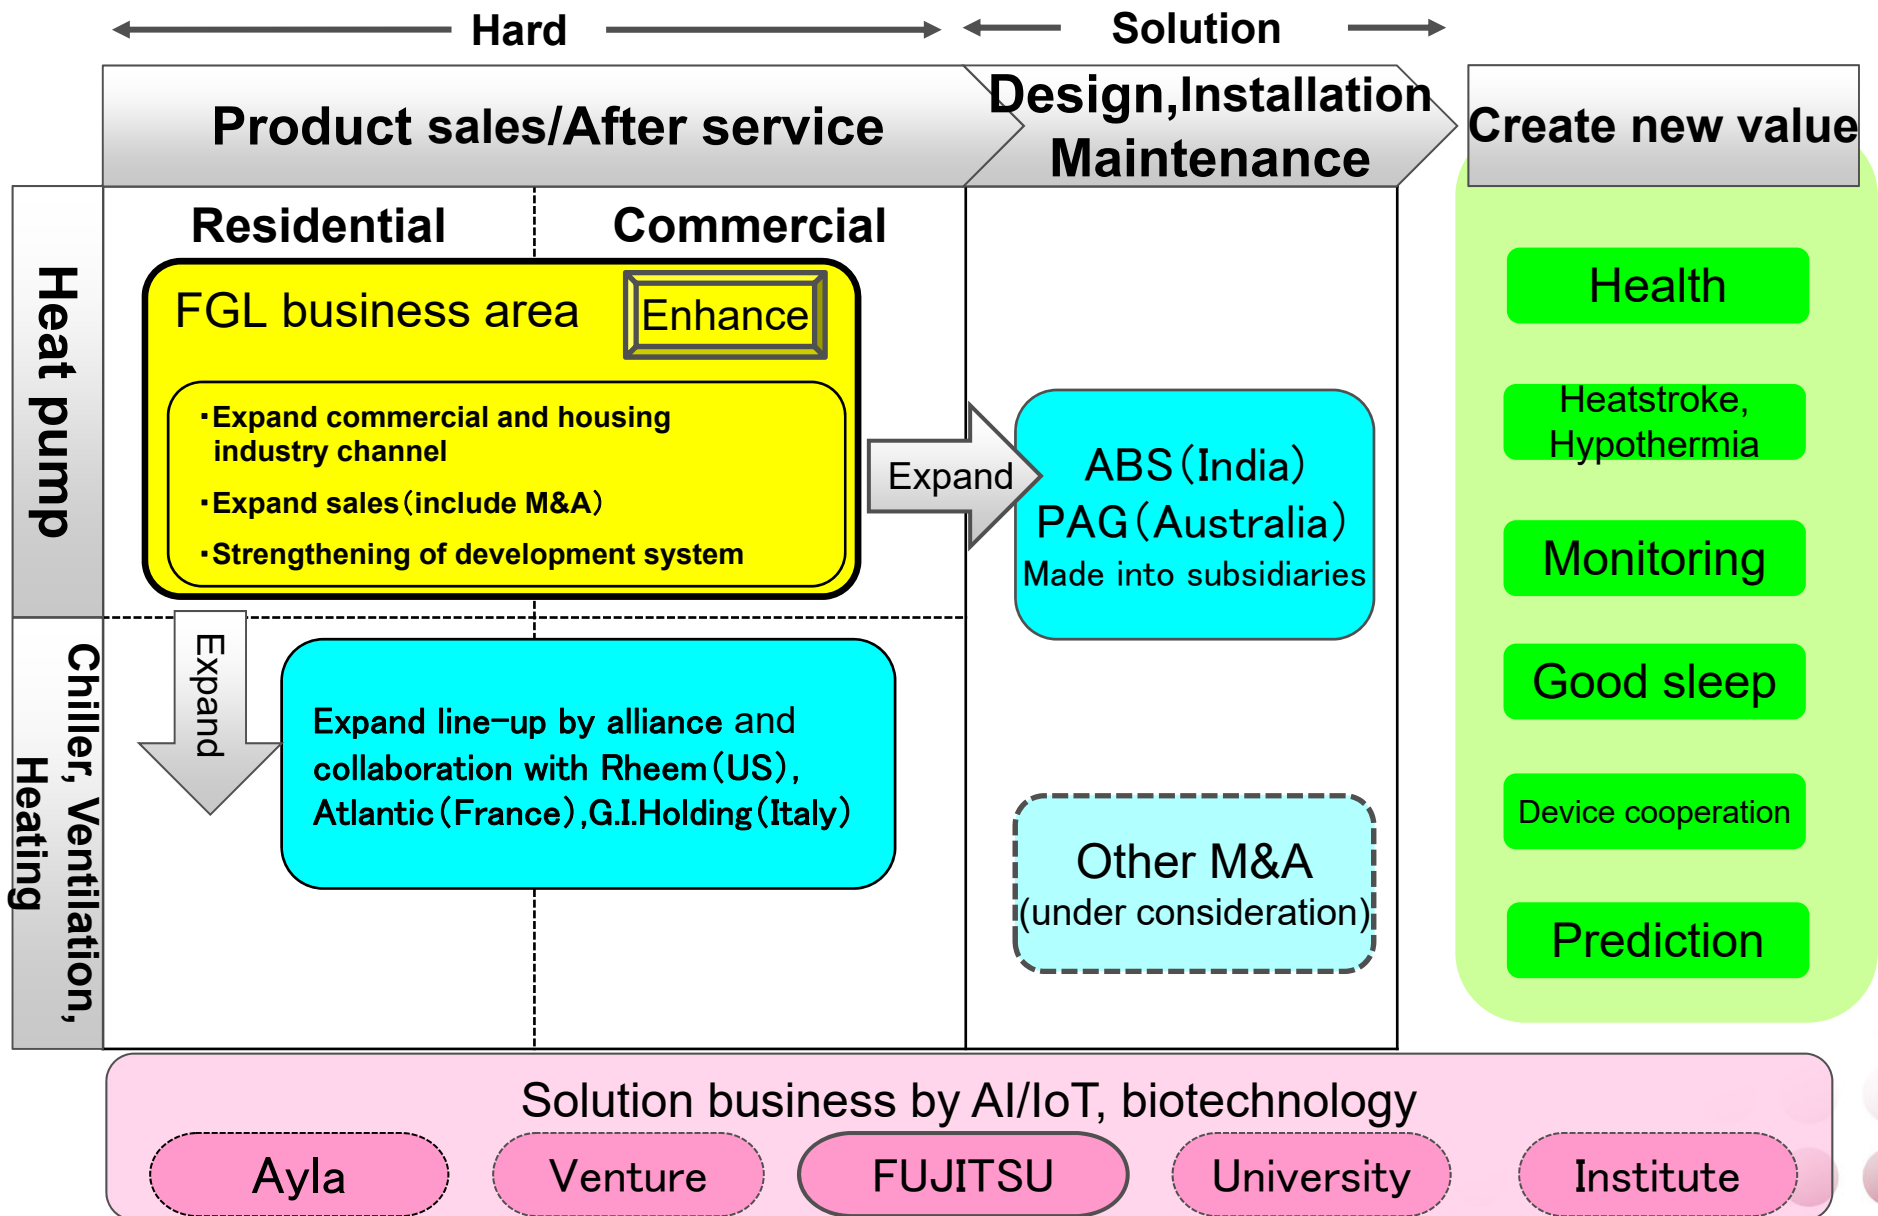 Hard
Solution
Product sales/After service
Design,Installation
Maintenance
Create new value
Heat pump
Residential
Commercial
FGL business area
Enhance
・Expand commercial and housing
industry channel
・Expand sales（include M&A）
・Strengthening of development system
Expand
ABS（India）
PAG（Australia）
Made into subsidiaries
Chiller, Ventilation,
Heating
Expand
Expand line-up by alliance and
collaboration with Rheem（US）,
Atlantic（France）,G.I.Holding（Italy）
Other M&A
(under consideration)
Health
Heatstroke,
Hypothermia
Monitoring
Good sleep
Device cooperation
Prediction
Solution business by AI/IoT, biotechnology
Ayla
Venture
FUJITSU
University
Institute